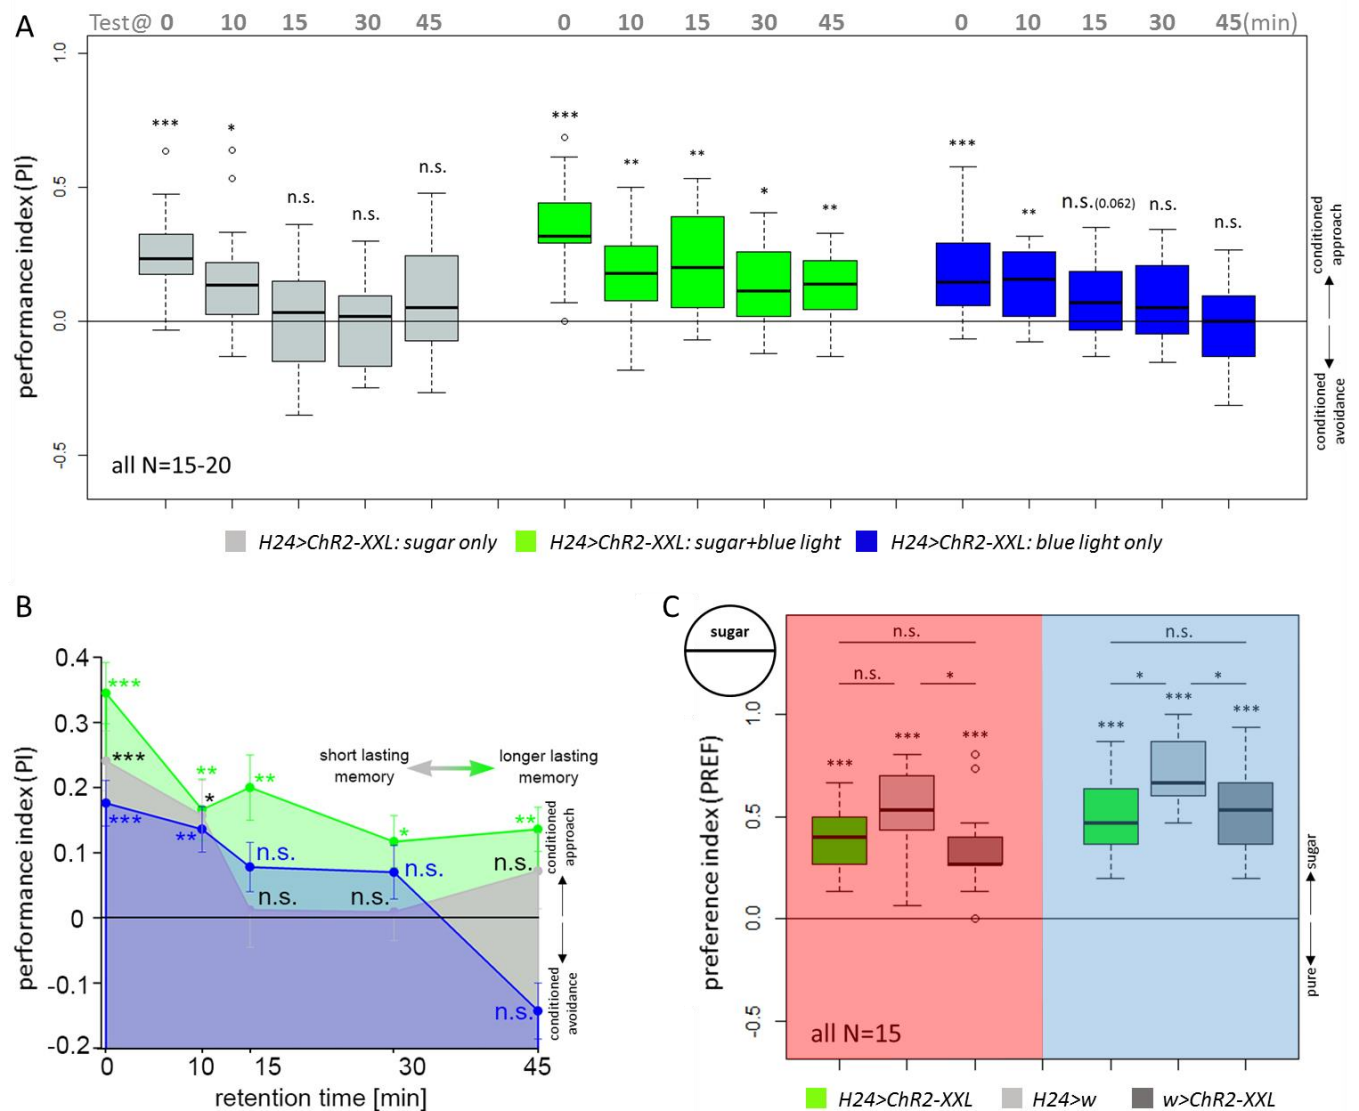 A
Test@ 0 10 15 30 45 0 10 15 30 45 0 10 15 30 45(min)
performance index (PI)
1.0
0.5
0.0
-0.5
*** * n.s. n.s. n.s.
*** ** ** * **
*** ** n.s.(0.062) n.s. n.s.
conditioned
approach
conditioned
avoidance
all N=15-20
H24>ChR2-XXL: sugar only H24>ChR2-XXL: sugar+blue light H24>ChR2-XXL: blue light only
B
performance index (PI)
0.4
0.3
0.2
0.1
0
-0.1
-0.2
*** ** ** * **
*** * n.s. n.s. n.s.
*** ** n.s. n.s. n.s.
short lasting
memory
longer lasting
memory
conditioned
approach
conditioned
avoidance
0 10 15 30 45
retention time [min]
C
sugar
preference index (PREF)
1.0
0.5
0.0
-0.5
n.s. n.s.
n.s. * * *
*** *** *** *** *** ***
sugar
pure
all N=15
H24>ChR2-XXL H24>w w>ChR2-XXL